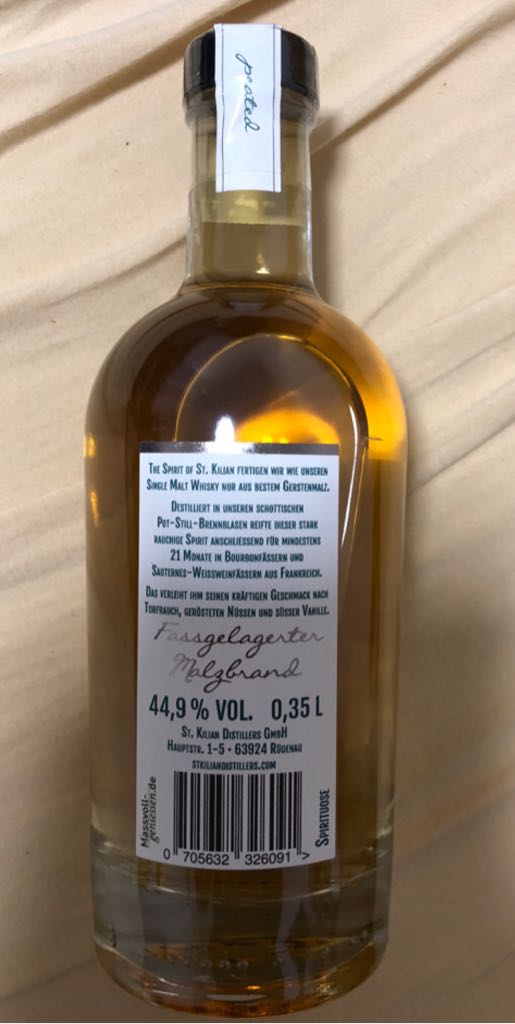 peated
The Spirit of St. Kilian fertigen wir wie unseren
Single Malt Whisky nur aus bestem Gerstenmalz.
Destilliert in unseren schottischen
Pot-Still-Brennblasen reifte dieser stark
rauchige Spirit anschliessend für mindestens
21 Monate in Bourbonfässern und
Sauternes-Weissweinfässern aus Frankreich.
Das verleiht ihm seinen kräftigen Geschmack nach
Torfrauch, gerösteten Nüssen und süsser Vanille.
Fassgelagerter
Malzbrand
44,9 % VOL. 0,35 L
St. Kilian Distillers GmbH
Hauptstr. 1-5 • 63924 Rüdenau
stkiliandistillers.com
Massvoll-
geniessen.de
Spirituose
0 705632 326091 >